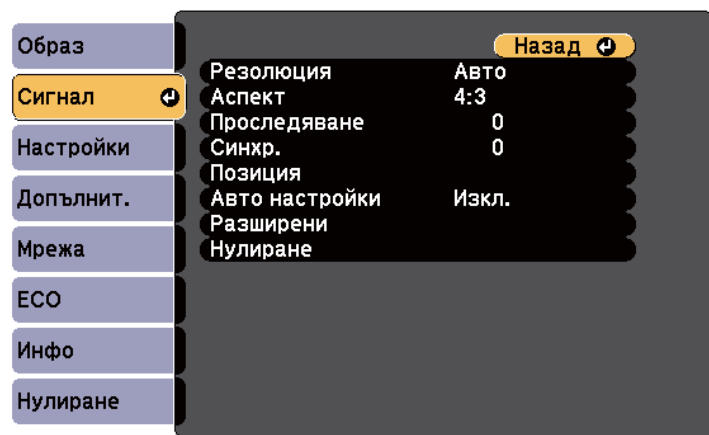 Образ
Сигнал
Настройки
Допълнит.
Мрежа
ECO
Инфо
Нулиране
Назад
Резолюция Авто
Аспект 4:3
Проследяване 0
Синхр. 0
Позиция
Авто настройки Изкл.
Разширени
Нулиране